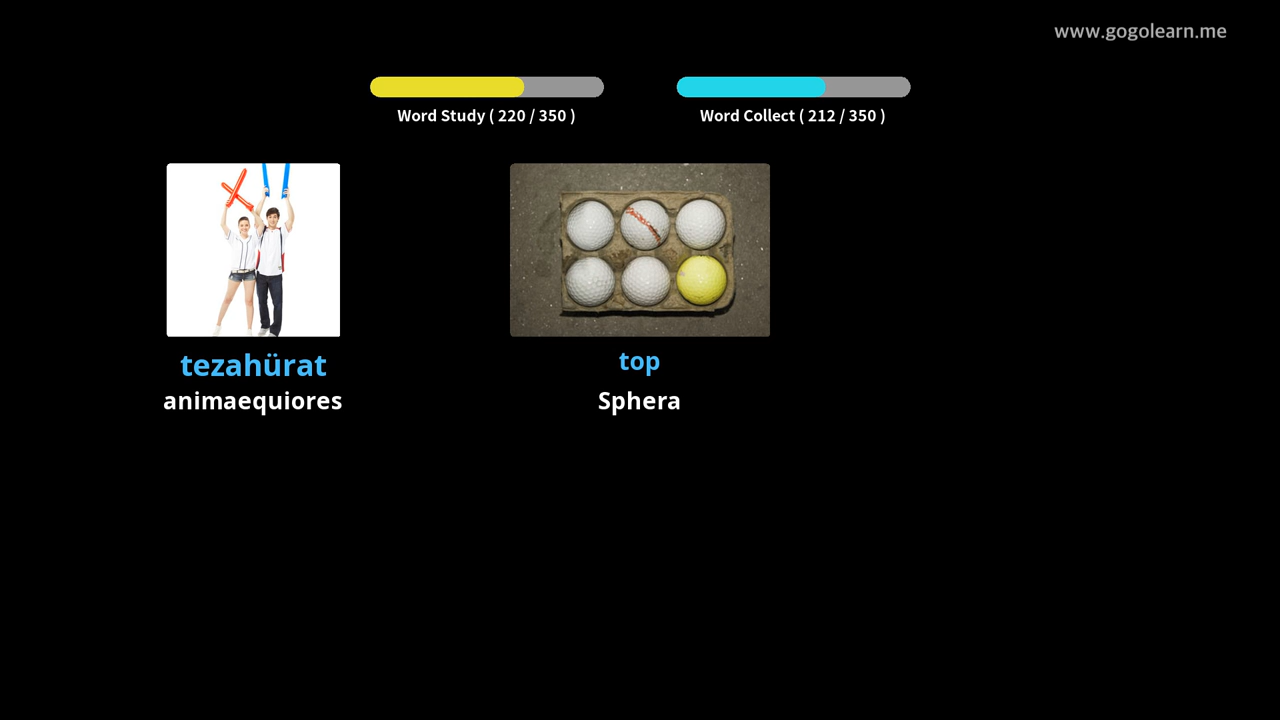 www.gogolearn.me
Word Study ( 220 / 350 )
Word Collect ( 212 / 350 )
tezahürat
animaequiores
top
Sphera